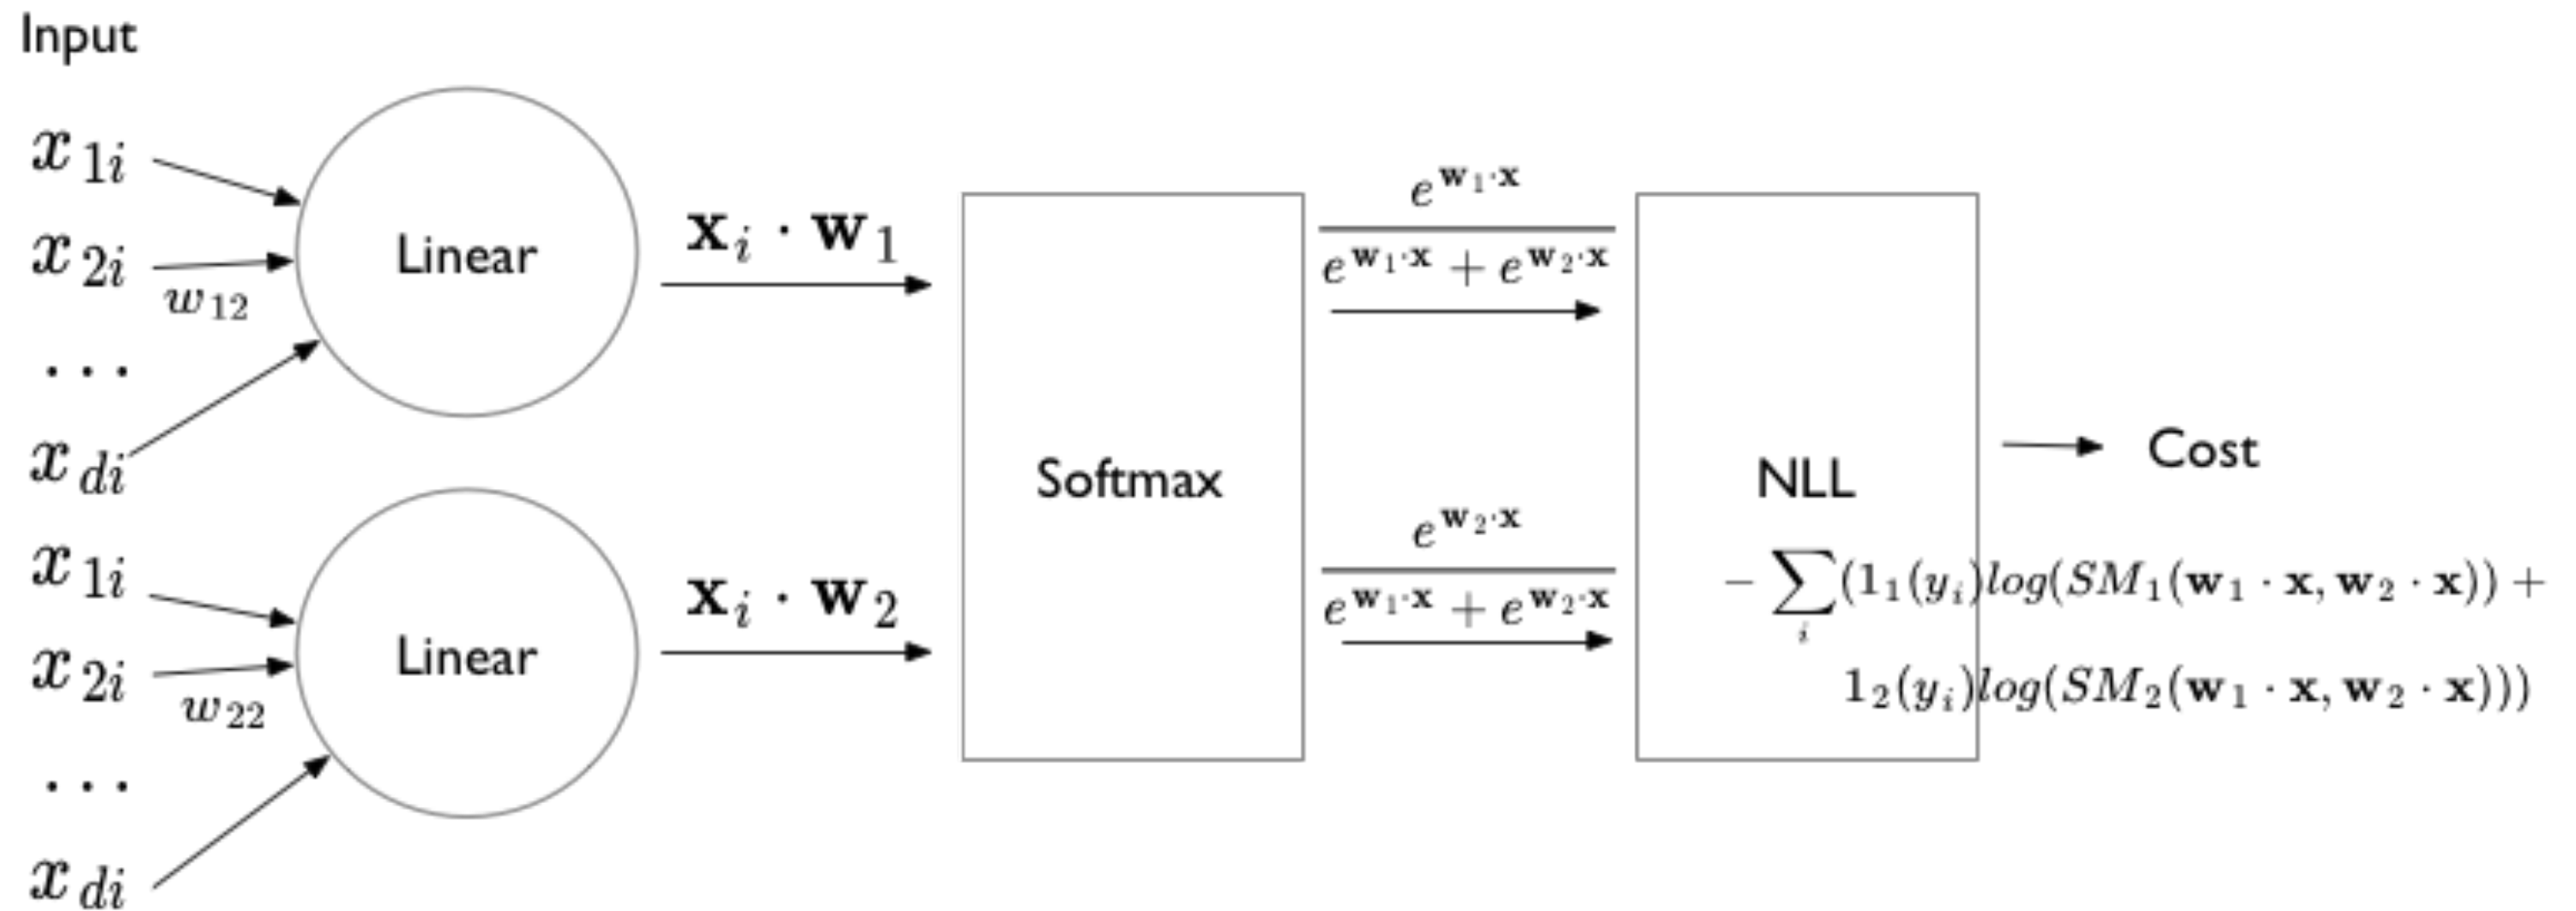 Input
x_{1i}
x_{2i}
w_{12}
...
x_{di}
Linear
x_i · w_1
x_{1i}
x_{2i}
w_{22}
...
x_{di}
Linear
x_i · w_2
Softmax
e^{w_1·x}
e^{w_1·x} + e^{w_2·x}
e^{w_2·x}
e^{w_1·x} + e^{w_2·x}
NLL
− ∑_i (1_1(y_i)log(SM_1(w_1 · x, w_2 · x)) +
1_2(y_i)log(SM_2(w_1 · x, w_2 · x)))
Cost